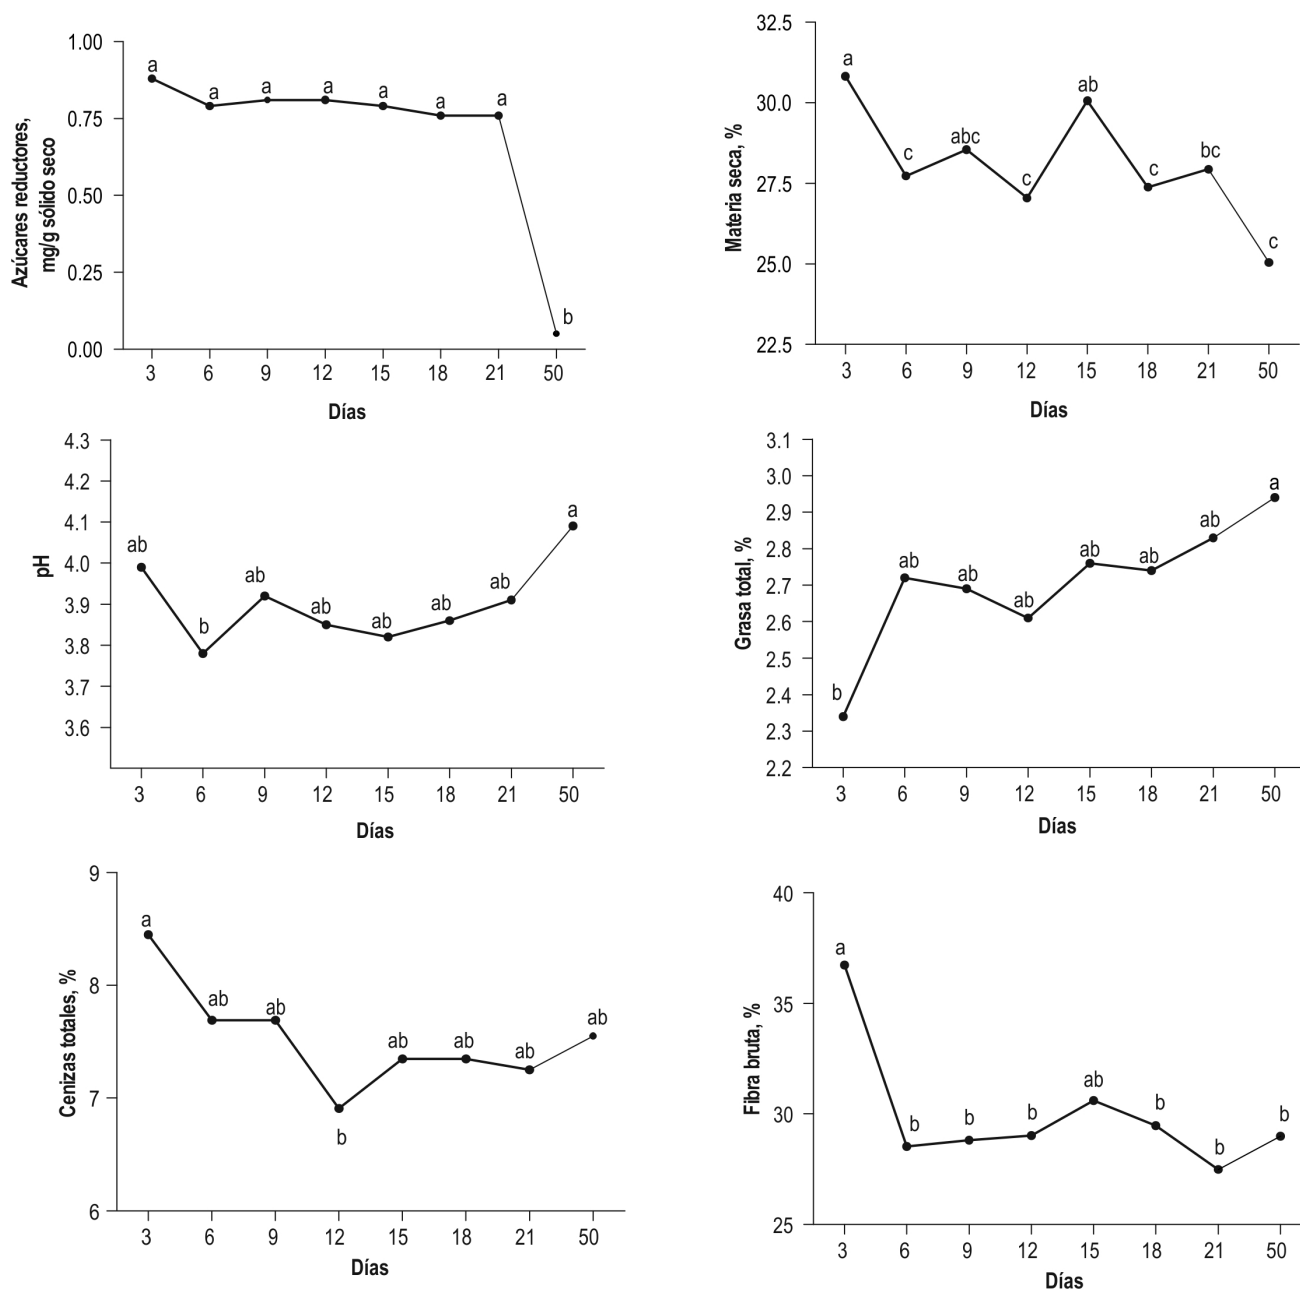 1.00
0.75
0.50
0.25
0.00
Azúcares reductores,
mg/g sólido seco
a a a a a a a b
3 6 9 12 15 18 21 50
Días
32.5
30.0
27.5
25.0
22.5
Materia seca, %
a c abc c ab c bc c
3 6 9 12 15 18 21 50
Días
4.3
4.2
4.1
4.0
3.9
3.8
3.7
3.6
pH
ab b ab ab ab ab ab a
3 6 9 12 15 18 21 50
Días
3.1
3.0
2.9
2.8
2.7
2.6
2.5
2.4
2.3
2.2
Grasa total, %
b ab ab ab ab ab ab a
3 6 9 12 15 18 21 50
Días
9
8
7
6
Cenizas totales, %
a ab ab b ab ab ab ab
3 6 9 12 15 18 21 50
Días
40
35
30
25
Fibra bruta, %
a b b b ab b b b
3 6 9 12 15 18 21 50
Días